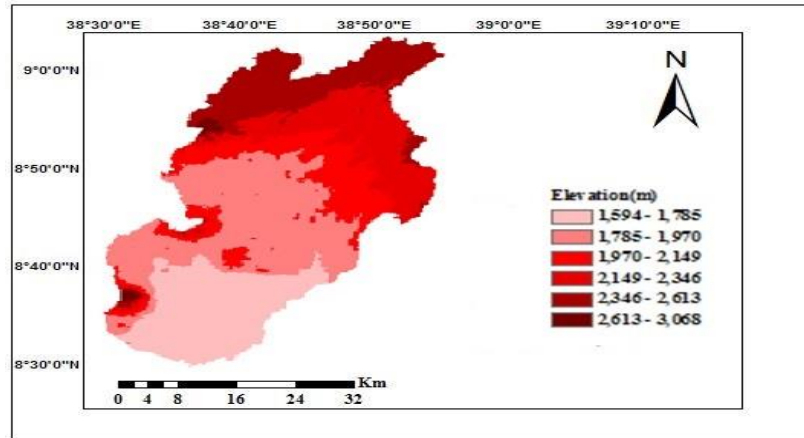 38°30'0"E 38°40'0"E 38°50'0"E 39°0'0"E 39°10'0"E
9°0'0"N
8°50'0"N
8°40'0"N
8°30'0"N
N
Elevation(m)
1,594 - 1,785
1,785 - 1,970
1,970 - 2,149
2,149 - 2,346
2,346 - 2,613
2,613 - 3,068
Km
0 4 8 16 24 32